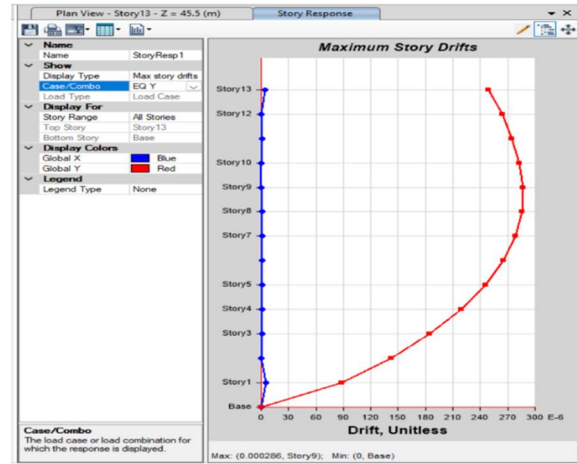 Plan View - Story13 - Z = 45.5 (m)
Story Response
Name
Name StoryResp1
Show
Display Type Max story drifts
Case/Combo EQ Y
Load Type Load Case
Display For
Story Range All Stories
Top Story Story13
Bottom Story Base
Display Colors
Global X Blue
Global Y Red
Legend
Legend Type None
Case/Combo
The load case or load combination for
which the response is displayed.
Maximum Story Drifts
Story13
Story12
Story10
Story9
Story8
Story7
Story5
Story4
Story3
Story1
Base
0 30 60 90 120 150 180 210 240 270 300 E-6
Drift, Unitless
Max: (0.000286, Story9); Min: (0, Base)